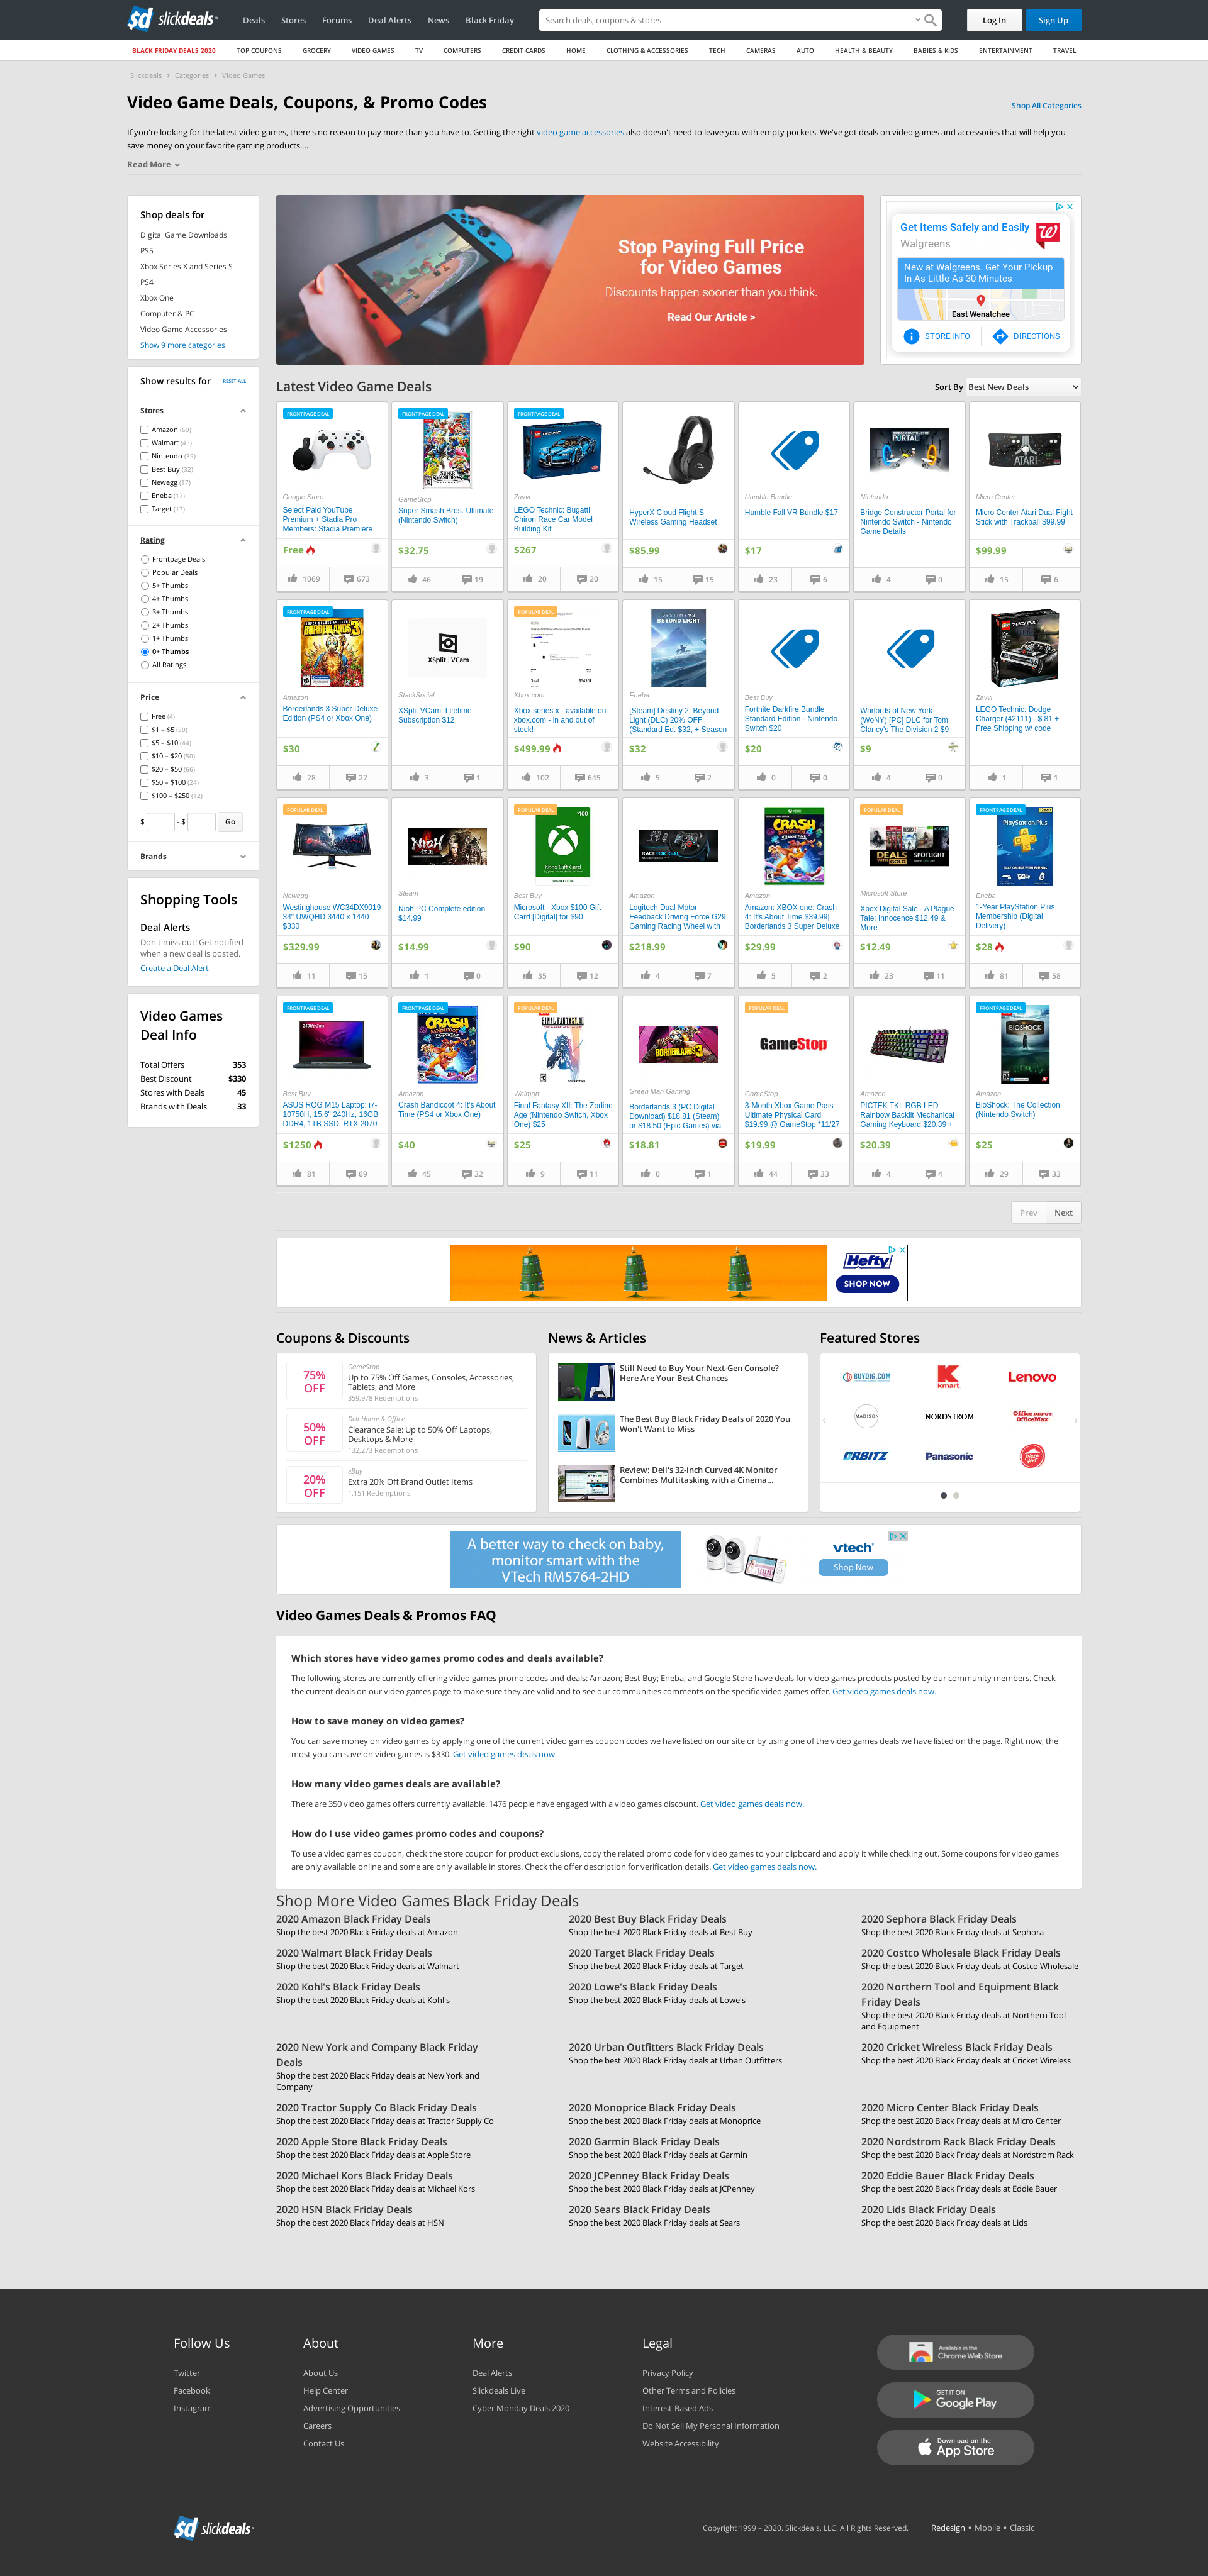 slickdeals
Deals
Stores
Forums
Deal Alerts
News
Black Friday
Search deals, coupons & stores
Log In
Sign Up
BLACK FRIDAY DEALS 2020
TOP COUPONS
GROCERY
VIDEO GAMES
TV
COMPUTERS
CREDIT CARDS
HOME
CLOTHING & ACCESSORIES
TECH
CAMERAS
AUTO
HEALTH & BEAUTY
BABIES & KIDS
ENTERTAINMENT
TRAVEL
Slickdeals > Categories > Video Games
Video Game Deals, Coupons, & Promo Codes
Shop All Categories
If you're looking for the latest video games, there's no reason to pay more than you have to. Getting the right video game accessories also doesn't need to leave you with empty pockets. We've got deals on video games and accessories that will help you
save money on your favorite gaming products....
Read More
Shop deals for
Digital Game Downloads
PS5
Xbox Series X and Series S
PS4
Xbox One
Computer & PC
Video Game Accessories
Show 9 more categories
Show results for
RESET ALL
Stores
Amazon (69)
Walmart (43)
Nintendo (39)
Best Buy (32)
Newegg (17)
Eneba (17)
Target (17)
Rating
Frontpage Deals
Popular Deals
5+ Thumbs
4+ Thumbs
3+ Thumbs
2+ Thumbs
1+ Thumbs
0+ Thumbs
All Ratings
Price
Free (4)
$1 – $5 (50)
$5 – $10 (44)
$10 – $20 (50)
$20 – $50 (66)
$50 – $100 (24)
$100 – $250 (12)
$ - $ Go
Brands
Shopping Tools
Deal Alerts
Don't miss out! Get notified
when a new deal is posted.
Create a Deal Alert
Video Games
Deal Info
Total Offers 353
Best Discount $330
Stores with Deals 45
Brands with Deals 33
Stop Paying Full Price
for Video Games
Discounts happen sooner than you think.
Read Our Article >
Get Items Safely and Easily
Walgreens
New at Walgreens. Get Your Pickup
In As Little As 30 Minutes
East Wenatchee
STORE INFO
DIRECTIONS
Latest Video Game Deals
Sort By Best New Deals
FRONTPAGE DEAL
Google Store
Select Paid YouTube
Premium + Stadia Pro
Members: Stadia Premiere
Free
1069 673
FRONTPAGE DEAL
GameStop
Super Smash Bros. Ultimate
(Nintendo Switch)
$32.75
46 19
FRONTPAGE DEAL
Zavvi
LEGO Technic: Bugatti
Chiron Race Car Model
Building Kit
$267
20 20
HyperX Cloud Flight S
Wireless Gaming Headset
$85.99
15 15
Humble Bundle
Humble Fall VR Bundle $17
$17
23 6
Nintendo
Bridge Constructor Portal for
Nintendo Switch - Nintendo
Game Details
4 0
Micro Center
Micro Center Atari Dual Fight
Stick with Trackball $99.99
$99.99
15 6
FRONTPAGE DEAL
Amazon
Borderlands 3 Super Deluxe
Edition (PS4 or Xbox One)
$30
28 22
XSplit | VCam
StackSocial
XSplit VCam: Lifetime
Subscription $12
3 1
POPULAR DEAL
Xbox.com
Xbox series x - available on
xbox.com - in and out of
stock!
$499.99
102 645
DESTINY 2
BEYOND LIGHT
Eneba
[Steam] Destiny 2: Beyond
Light (DLC) 20% OFF
(Standard Ed. $32, + Season
$32
5 2
Best Buy
Fortnite Darkfire Bundle
Standard Edition - Nintendo
Switch $20
$20
0 0
Warlords of New York
(WoNY) [PC] DLC for Tom
Clancy's The Division 2 $9
$9
4 0
Zavvi
LEGO Technic: Dodge
Charger (42111) - $ 81 +
Free Shipping w/ code
1 1
POPULAR DEAL
Newegg
Westinghouse WC34DX9019
34" UWQHD 3440 x 1440
$330
$329.99
11 15
NIOH
Steam
Nioh PC Complete edition
$14.99
$14.99
1 0
POPULAR DEAL
$100
Xbox Gift Card
Best Buy
Microsoft - Xbox $100 Gift
Card [Digital] for $90
$90
35 12
RACE FOR REAL
Amazon
Logitech Dual-Motor
Feedback Driving Force G29
Gaming Racing Wheel with
$218.99
4 7
Amazon
Amazon: XBOX one: Crash
4: It's About Time $39.99|
Borderlands 3 Super Deluxe
$29.99
5 2
POPULAR DEAL
DEALS SPOTLIGHT
Microsoft Store
Xbox Digital Sale - A Plague
Tale: Innocence $12.49 &
More
$12.49
23 11
FRONTPAGE DEAL
PlayStation Plus
Eneba
1-Year PlayStation Plus
Membership (Digital
Delivery)
$28
81 58
FRONTPAGE DEAL
Best Buy
ASUS ROG M15 Laptop: i7-
10750H, 15.6" 240Hz, 16GB
DDR4, 1TB SSD, RTX 2070
$1250
81 69
FRONTPAGE DEAL
Amazon
Crash Bandicoot 4: It's About
Time (PS4 or Xbox One)
$40
45 32
POPULAR DEAL
Walmart
Final Fantasy XII: The Zodiac
Age (Nintendo Switch, Xbox
One) $25
$25
9 11
Green Man Gaming
Borderlands 3 (PC Digital
Download) $18.81 (Steam)
or $18.50 (Epic Games) via
$18.81
0 1
POPULAR DEAL
GameStop
GameStop
3-Month Xbox Game Pass
Ultimate Physical Card
$19.99 @ GameStop *11/27
$19.99
44 33
Amazon
PICTEK TKL RGB LED
Rainbow Backlit Mechanical
Gaming Keyboard $20.39 +
$20.39
4 4
FRONTPAGE DEAL
BIOSHOCK
Amazon
BioShock: The Collection
(Nintendo Switch)
$25
29 33
Prev Next
Hefty
SHOP NOW
Coupons & Discounts
75%
OFF
GameStop
Up to 75% Off Games, Consoles, Accessories,
Tablets, and More
359,978 Redemptions
50%
OFF
Dell Home & Office
Clearance Sale: Up to 50% Off Laptops,
Desktops & More
132,273 Redemptions
20%
OFF
eBay
Extra 20% Off Brand Outlet Items
1,151 Redemptions
News & Articles
Still Need to Buy Your Next-Gen Console?
Here Are Your Best Chances
The Best Buy Black Friday Deals of 2020 You
Won't Want to Miss
Review: Dell's 32-inch Curved 4K Monitor
Combines Multitasking with a Cinema...
Featured Stores
BUYDIG.COM
Kmart
Lenovo
MADISON
NORDSTROM
Office DEPOT
OfficeMax
ORBITZ
Panasonic
Pizza Hut
A better way to check on baby,
monitor smart with the
VTech RM5764-2HD
vtech
Shop Now
Video Games Deals & Promos FAQ
Which stores have video games promo codes and deals available?
The following stores are currently offering video games promo codes and deals: Amazon; Best Buy; Eneba; and Google Store have deals for video games products posted by our community members. Check
the current deals on our video games page to make sure they are valid and to see our communities comments on the specific video games offer. Get video games deals now.
How to save money on video games?
You can save money on video games by applying one of the current video games coupon codes we have listed on our site or by using one of the video games deals we have listed on the page. Right now, the
most you can save on video games is $330. Get video games deals now.
How many video games deals are available?
There are 350 video games offers currently available. 1476 people have engaged with a video games discount. Get video games deals now.
How do I use video games promo codes and coupons?
To use a video games coupon, check the store coupon for product exclusions, copy the related promo code for video games to your clipboard and apply it while checking out. Some coupons for video games
are only available online and some are only available in stores. Check the offer description for verification details. Get video games deals now.
Shop More Video Games Black Friday Deals
2020 Amazon Black Friday Deals
Shop the best 2020 Black Friday deals at Amazon
2020 Best Buy Black Friday Deals
Shop the best 2020 Black Friday deals at Best Buy
2020 Sephora Black Friday Deals
Shop the best 2020 Black Friday deals at Sephora
2020 Walmart Black Friday Deals
Shop the best 2020 Black Friday deals at Walmart
2020 Target Black Friday Deals
Shop the best 2020 Black Friday deals at Target
2020 Costco Wholesale Black Friday Deals
Shop the best 2020 Black Friday deals at Costco Wholesale
2020 Kohl's Black Friday Deals
Shop the best 2020 Black Friday deals at Kohl's
2020 Lowe's Black Friday Deals
Shop the best 2020 Black Friday deals at Lowe's
2020 Northern Tool and Equipment Black
Friday Deals
Shop the best 2020 Black Friday deals at Northern Tool
and Equipment
2020 New York and Company Black Friday
Deals
Shop the best 2020 Black Friday deals at New York and
Company
2020 Urban Outfitters Black Friday Deals
Shop the best 2020 Black Friday deals at Urban Outfitters
2020 Cricket Wireless Black Friday Deals
Shop the best 2020 Black Friday deals at Cricket Wireless
2020 Tractor Supply Co Black Friday Deals
Shop the best 2020 Black Friday deals at Tractor Supply Co
2020 Monoprice Black Friday Deals
Shop the best 2020 Black Friday deals at Monoprice
2020 Micro Center Black Friday Deals
Shop the best 2020 Black Friday deals at Micro Center
2020 Apple Store Black Friday Deals
Shop the best 2020 Black Friday deals at Apple Store
2020 Garmin Black Friday Deals
Shop the best 2020 Black Friday deals at Garmin
2020 Nordstrom Rack Black Friday Deals
Shop the best 2020 Black Friday deals at Nordstrom Rack
2020 Michael Kors Black Friday Deals
Shop the best 2020 Black Friday deals at Michael Kors
2020 JCPenney Black Friday Deals
Shop the best 2020 Black Friday deals at JCPenney
2020 Eddie Bauer Black Friday Deals
Shop the best 2020 Black Friday deals at Eddie Bauer
2020 HSN Black Friday Deals
Shop the best 2020 Black Friday deals at HSN
2020 Sears Black Friday Deals
Shop the best 2020 Black Friday deals at Sears
2020 Lids Black Friday Deals
Shop the best 2020 Black Friday deals at Lids
Follow Us
Twitter
Facebook
Instagram
About
About Us
Help Center
Advertising Opportunities
Careers
Contact Us
More
Deal Alerts
Slickdeals Live
Cyber Monday Deals 2020
Legal
Privacy Policy
Other Terms and Policies
Interest-Based Ads
Do Not Sell My Personal Information
Website Accessibility
Available in the
Chrome Web Store
GET IT ON
Google Play
Download on the
App Store
slickdeals
Copyright 1999 – 2020. Slickdeals, LLC. All Rights Reserved.
Redesign • Mobile • Classic